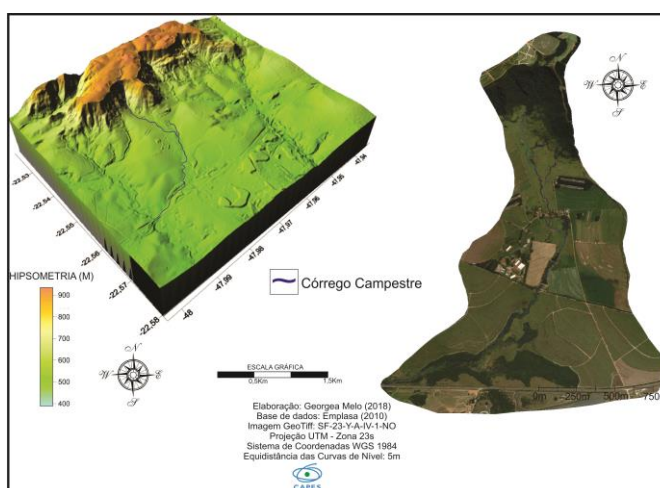 -22,53
-22,54
-22,55
-22,56
-22,57
-22,58
-48
-47,99
-47,98
-47,97
-47,96
-47,95
-47,94
N
W E
S
HIPSOMETRIA (M)
900
800
700
600
500
400
Córrego Campestre
N
W E
S
ESCALA GRÁFICA
0,5Km 1,5Km
0m 250m 500m 750
Elaboração: Georgea Melo (2018)
Base de dados: Emplasa (2010)
Imagem GeoTiff: SF-23-Y-A-IV-1-NO
Projeção UTM - Zona 23s
Sistema de Coordenadas WGS 1984
Equidistância das Curvas de Nível: 5m
CAPES